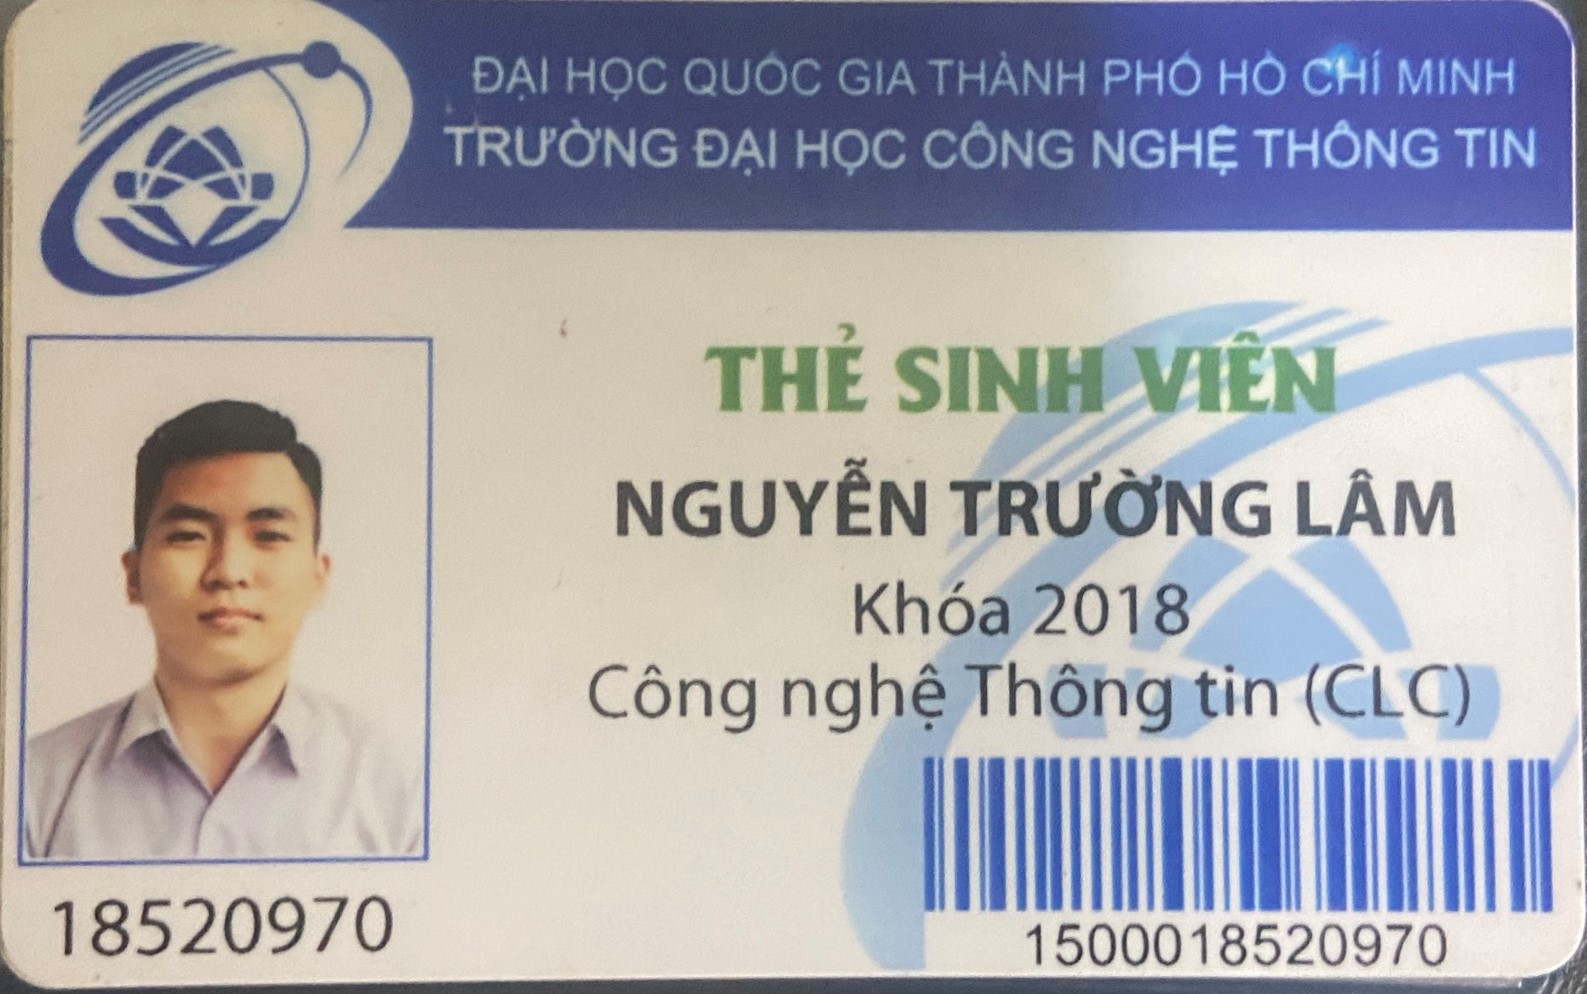 ĐẠI HỌC QUỐC GIA THÀNH PHỐ HỒ CHÍ MINH
TRƯỜNG ĐẠI HỌC CÔNG NGHỆ THÔNG TIN
THẺ SINH VIÊN
NGUYỄN TRƯỜNG LÂM
Khóa 2018
Công nghệ Thông tin (CLC)
18520970
1500018520970